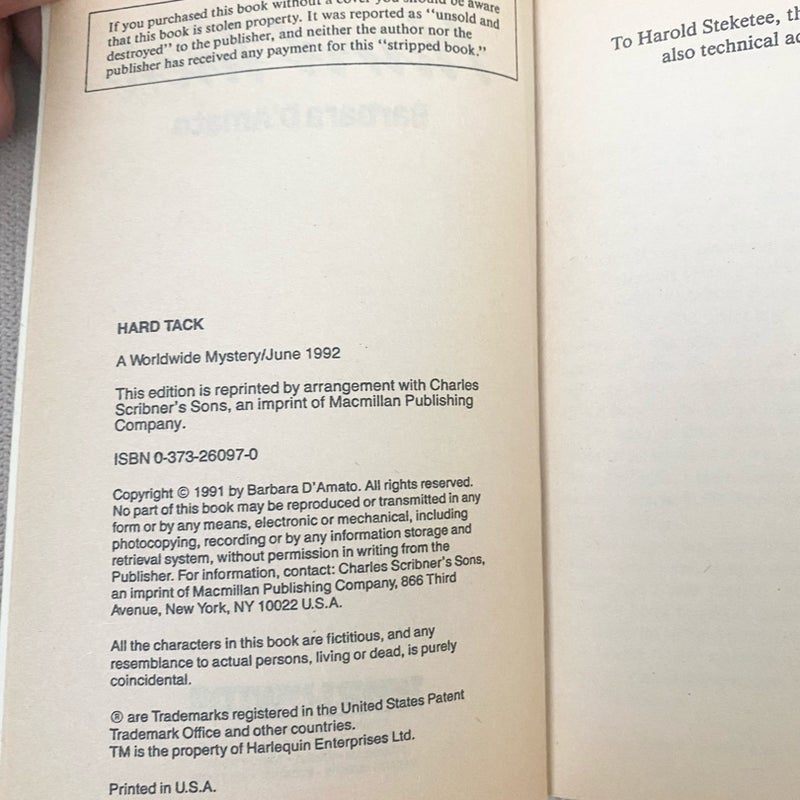 If you purchased this book without a cover you should be aware
that this book is stolen property. It was reported as “unsold and
destroyed” to the publisher, and neither the author nor the
publisher has received any payment for this “stripped book.”
To Harold Steketee,
also technical
HARD TACK
A Worldwide Mystery/June 1992
This edition is reprinted by arrangement with Charles
Scribner's Sons, an imprint of Macmillan Publishing
Company.
ISBN 0-373-26097-0
Copyright © 1991 by Barbara D'Amato. All rights reserved.
No part of this book may be reproduced or transmitted in any
form or by any means, electronic or mechanical, including
photocopying, recording or by any information storage and
retrieval system, without permission in writing from the
Publisher. For information, contact: Charles Scribner's Sons,
an imprint of Macmillan Publishing Company, 866 Third
Avenue, New York, NY 10022 U.S.A.
All the characters in this book are fictitious, and any
resemblance to actual persons, living or dead, is purely
coincidental.
® are Trademarks registered in the United States Patent
Trademark Office and other countries.
TM is the property of Harlequin Enterprises Ltd.
Printed in U.S.A.